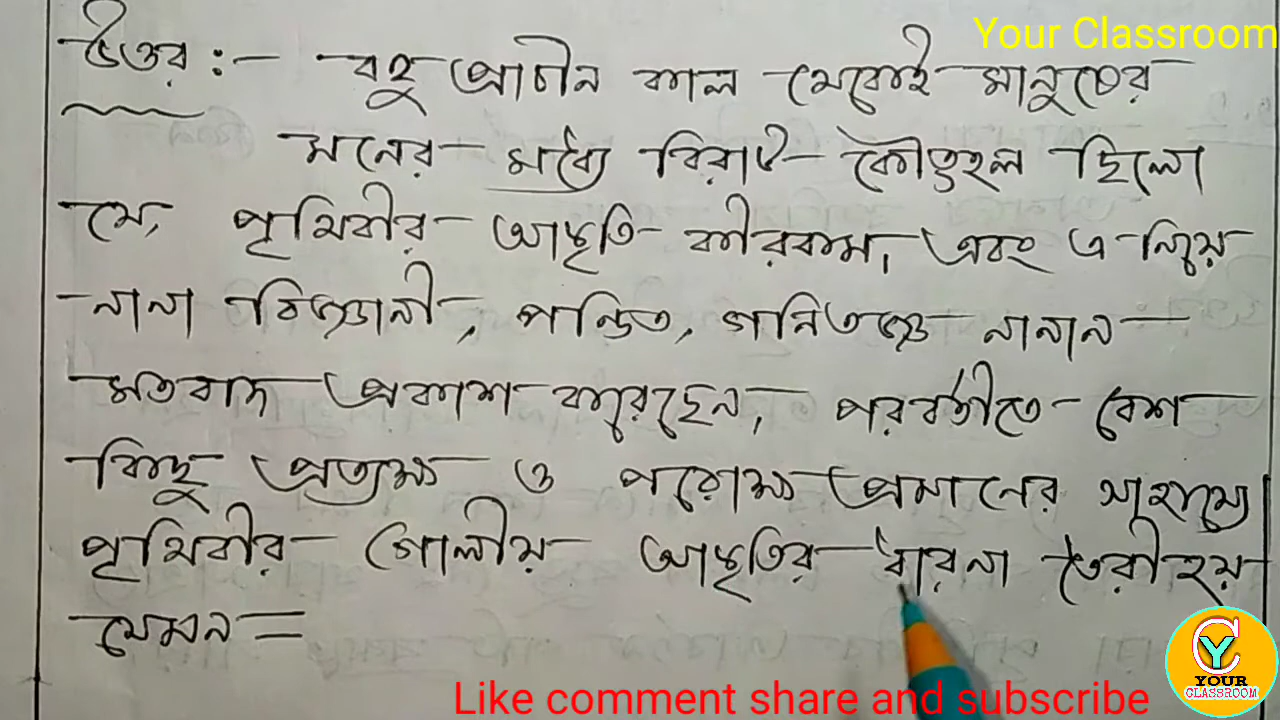 Your Classroom
উত্তর :- বহু প্রাচীন কাল থেকেই মানুষের
মনের মধ্যে বিরাট কৌতুহল ছিলো
যে, পৃথিবীর আকৃতি কীরকম, এবং এ নিয়ে
নানা বিজ্ঞানী, পন্ডিত, গনিতজ্ঞ নানান
মতবাদ প্রকাশ করেছেন, পরবর্তীতে বেশ
কিছু প্রত্যক্ষ ও পরোক্ষ প্রমানের সাহায্যে
পৃথিবীর গোলীয় আকৃতির ধারনা তৈরী হয়
যেমন =
YOUR
CLASSROOM
Like comment share and subscribe